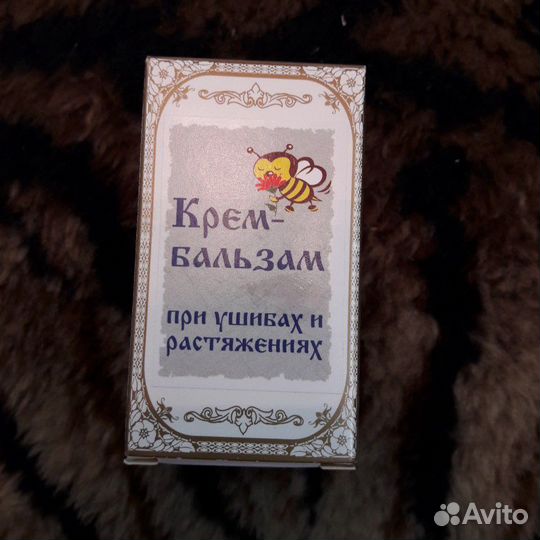 Крем-
бальзам
при ушибах и
растяжениях
Avito